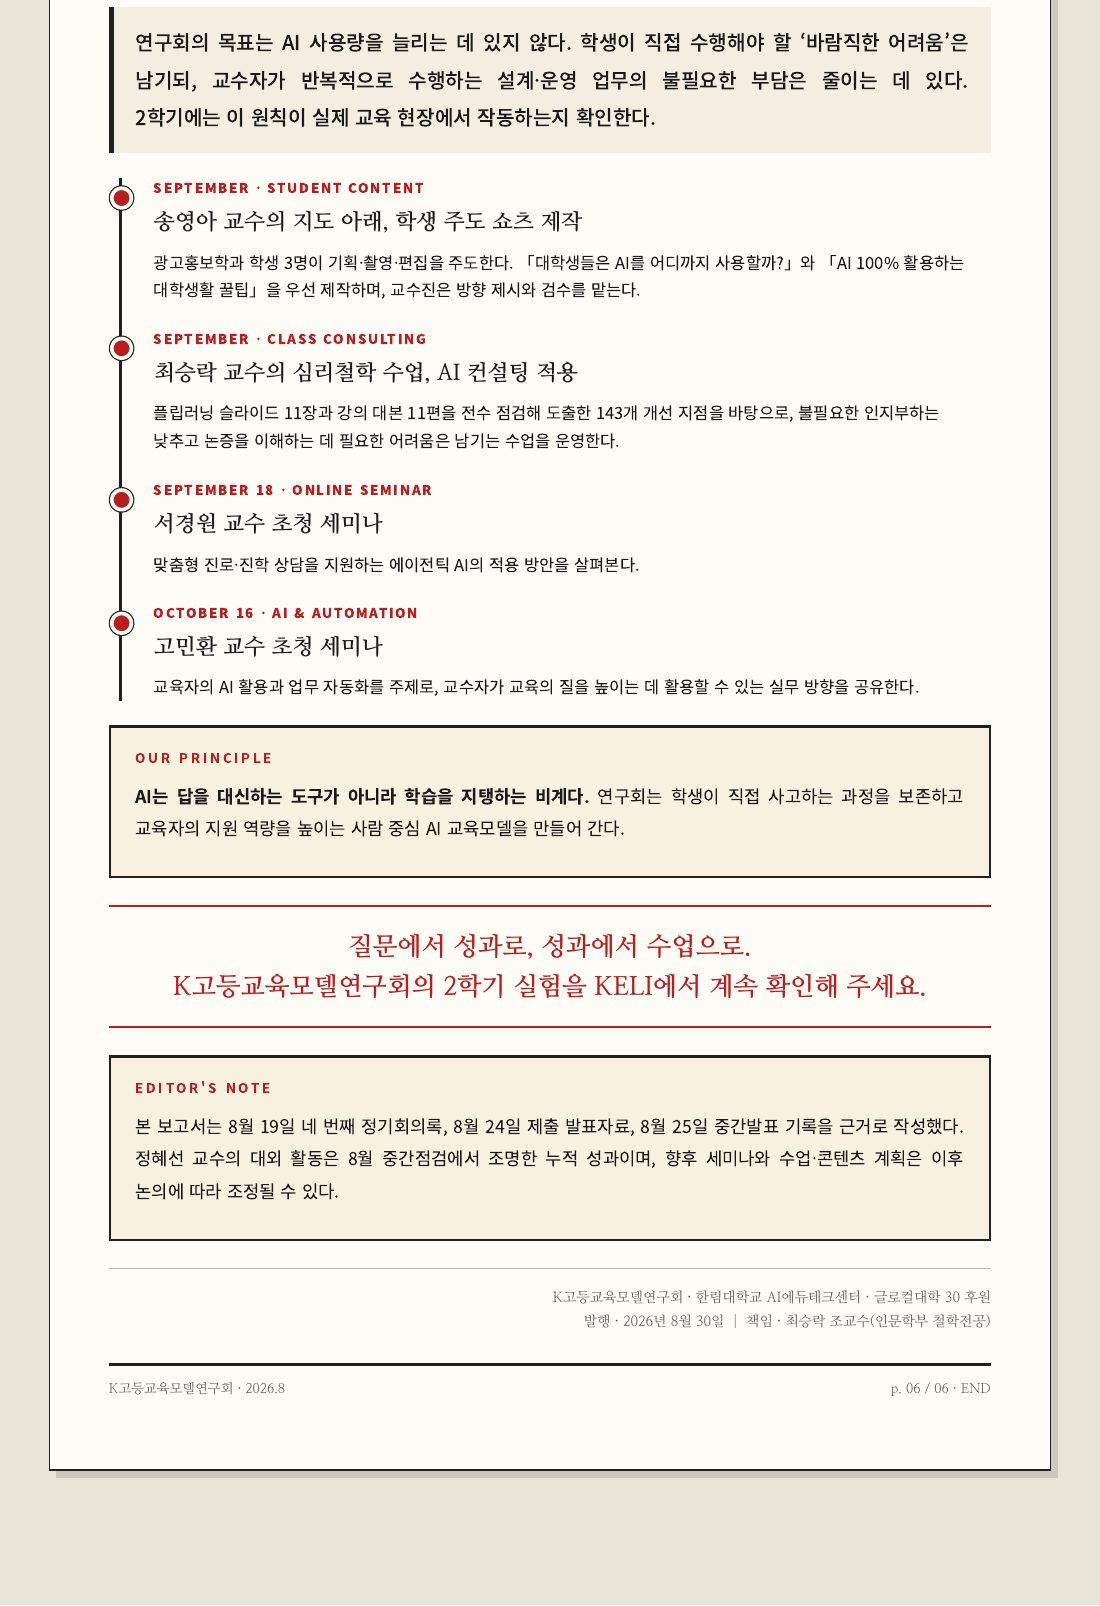 연구회의 목표는 AI 사용량을 늘리는 데 있지 않다. 학생이 직접 수행해야 할 ‘바람직한 어려움’은
남기되, 교수자가 반복적으로 수행하는 설계·운영 업무의 불필요한 부담은 줄이는 데 있다.
2학기에는 이 원칙이 실제 교육 현장에서 작동하는지 확인한다.
SEPTEMBER · STUDENT CONTENT
송영아 교수의 지도 아래, 학생 주도 쇼츠 제작
광고홍보학과 학생 3명이 기획·촬영·편집을 주도한다. 「대학생들은 AI를 어디까지 사용할까?」와 「AI 100% 활용하는
대학생활 꿀팁」을 우선 제작하며, 교수진은 방향 제시와 검수를 맡는다.
SEPTEMBER · CLASS CONSULTING
최승락 교수의 심리철학 수업, AI 컨설팅 적용
플립러닝 슬라이드 11장과 강의 대본 11편을 전수 점검해 도출한 143개 개선 지점을 바탕으로, 불필요한 인지부하는
낮추고 논증을 이해하는 데 필요한 어려움은 남기는 수업을 운영한다.
SEPTEMBER 18 · ONLINE SEMINAR
서경원 교수 초청 세미나
맞춤형 진로·진학 상담을 지원하는 에이전틱 AI의 적용 방안을 살펴본다.
OCTOBER 16 · AI & AUTOMATION
고민환 교수 초청 세미나
교육자의 AI 활용과 업무 자동화를 주제로, 교수자가 교육의 질을 높이는 데 활용할 수 있는 실무 방향을 공유한다.
OUR PRINCIPLE
AI는 답을 대신하는 도구가 아니라 학습을 지탱하는 비계다. 연구회는 학생이 직접 사고하는 과정을 보존하고
교육자의 지원 역량을 높이는 사람 중심 AI 교육모델을 만들어 간다.
질문에서 성과로, 성과에서 수업으로.
K고등교육모델연구회의 2학기 실험을 KELI에서 계속 확인해 주세요.
EDITOR'S NOTE
본 보고서는 8월 19일 네 번째 정기회의록, 8월 24일 제출 발표자료, 8월 25일 중간발표 기록을 근거로 작성했다.
정혜선 교수의 대외 활동은 8월 중간점검에서 조명한 누적 성과이며, 향후 세미나와 수업·콘텐츠 계획은 이후
논의에 따라 조정될 수 있다.
K고등교육모델연구회 · 한림대학교 AI에듀테크센터 · 글로컬대학 30 후원
발행 · 2026년 8월 30일 | 책임 · 최승락 조교수(인문학부 철학전공)
K고등교육모델연구회 · 2026.8
p. 06 / 06 · END